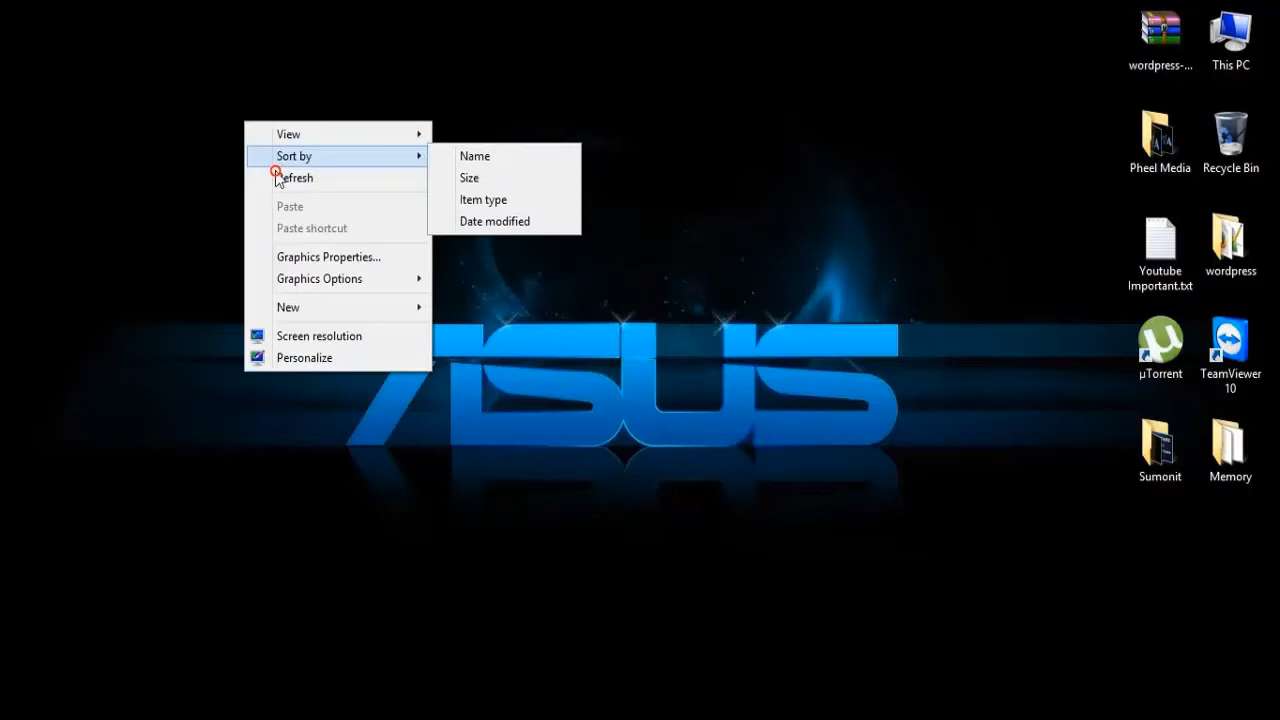 View
Sort by
Refresh
Paste
Paste shortcut
Graphics Properties...
Graphics Options
New
Screen resolution
Personalize
Name
Size
Item type
Date modified
ASUS
wordpress-...
This PC
Pheel Media
Recycle Bin
Youtube
Important.txt
wordpress
µTorrent
TeamViewer
10
Sumonit
Memory